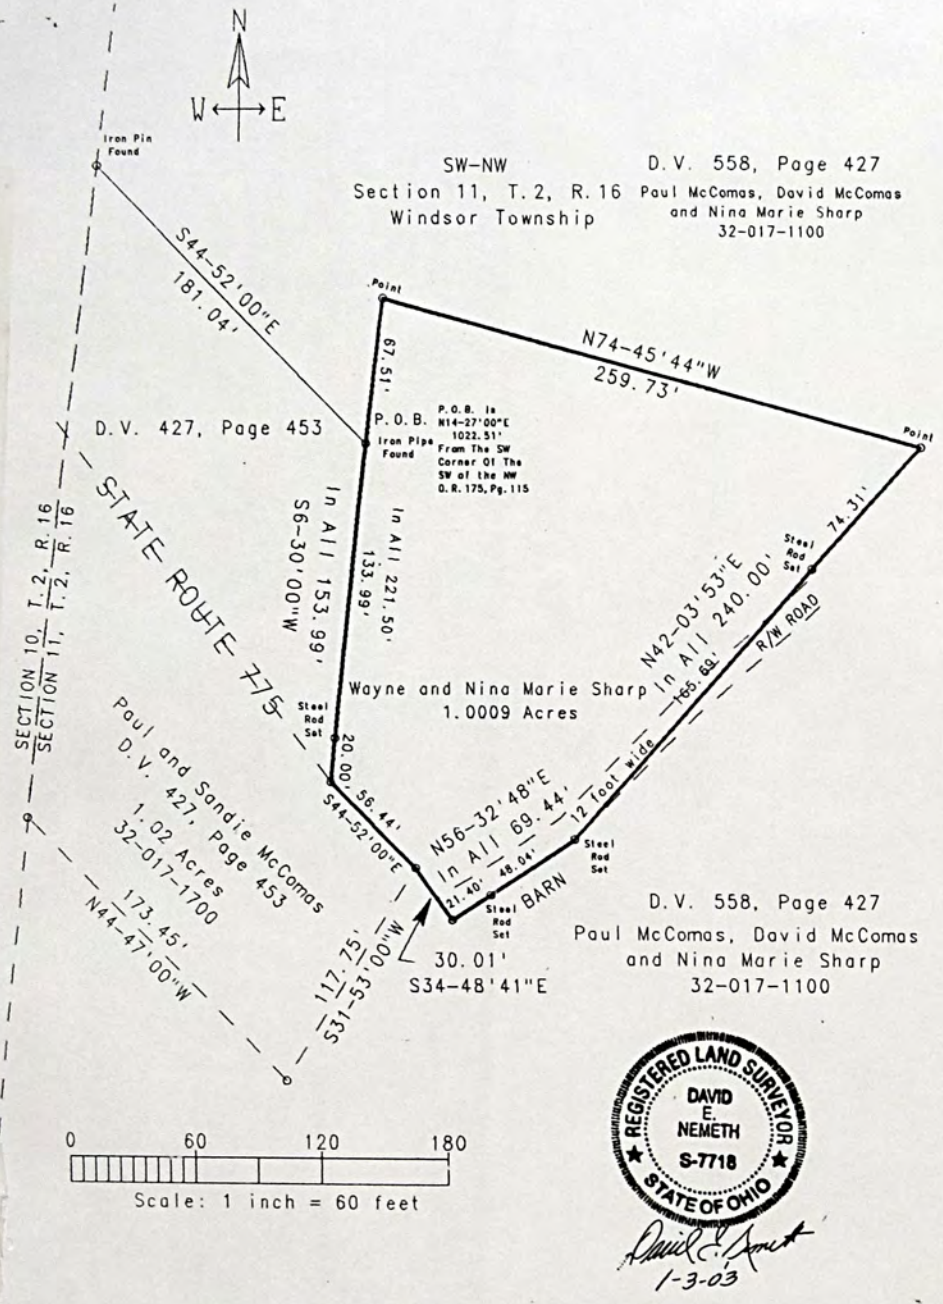 N
W E
Iron Pin
Found
SW-NW
Section 11, T.2, R.16
Windsor Township
D.V. 558, Page 427
Paul McComas, David McComas
and Nina Marie Sharp
32-017-1100
S44-52'00"E
181.04'
Point
N74-45'44"W
259.73'
Point
67.51'
D.V. 427, Page 453
P.O.B.
Iron Pipe
Found
P.O.B. Is
N14-27'00"E
1022.51'
From The SW
Corner Of The
SW of the NW
O.R. 175, Pg. 115
In All 153.99'
S6-30'00"W
In All 221.50'
133.99'
74.31'
Steel
Rod
Set
N42-03'53"E
In All 240.00'
165.69'
R/W ROAD
12 foot wide
SECTION 10, T.2, R.16
SECTION 11, T.2, R.16
STATE ROUTE 775
Wayne and Nina Marie Sharp
1.0009 Acres
Steel
Rod
Set
20.00'
56.44'
S44-52'00"E
Paul and Sandie McComas
D.V. 427, Page 453
1.02 Acres
32-017-1700
173.45'
N44-47'00"W
N56-32'48"E
In All 69.44'
21.40'
48.04'
Steel
Rod
Set
BARN
Steel
Rod
Set
117.75'
S31-53'00"W
30.01'
S34-48'41"E
D.V. 558, Page 427
Paul McComas, David McComas
and Nina Marie Sharp
32-017-1100
0 60 120 180
Scale: 1 inch = 60 feet
REGISTERED LAND SURVEYOR
DAVID
E.
NEMETH
S-7718
STATE OF OHIO
David E. Nemeth
1-3-03